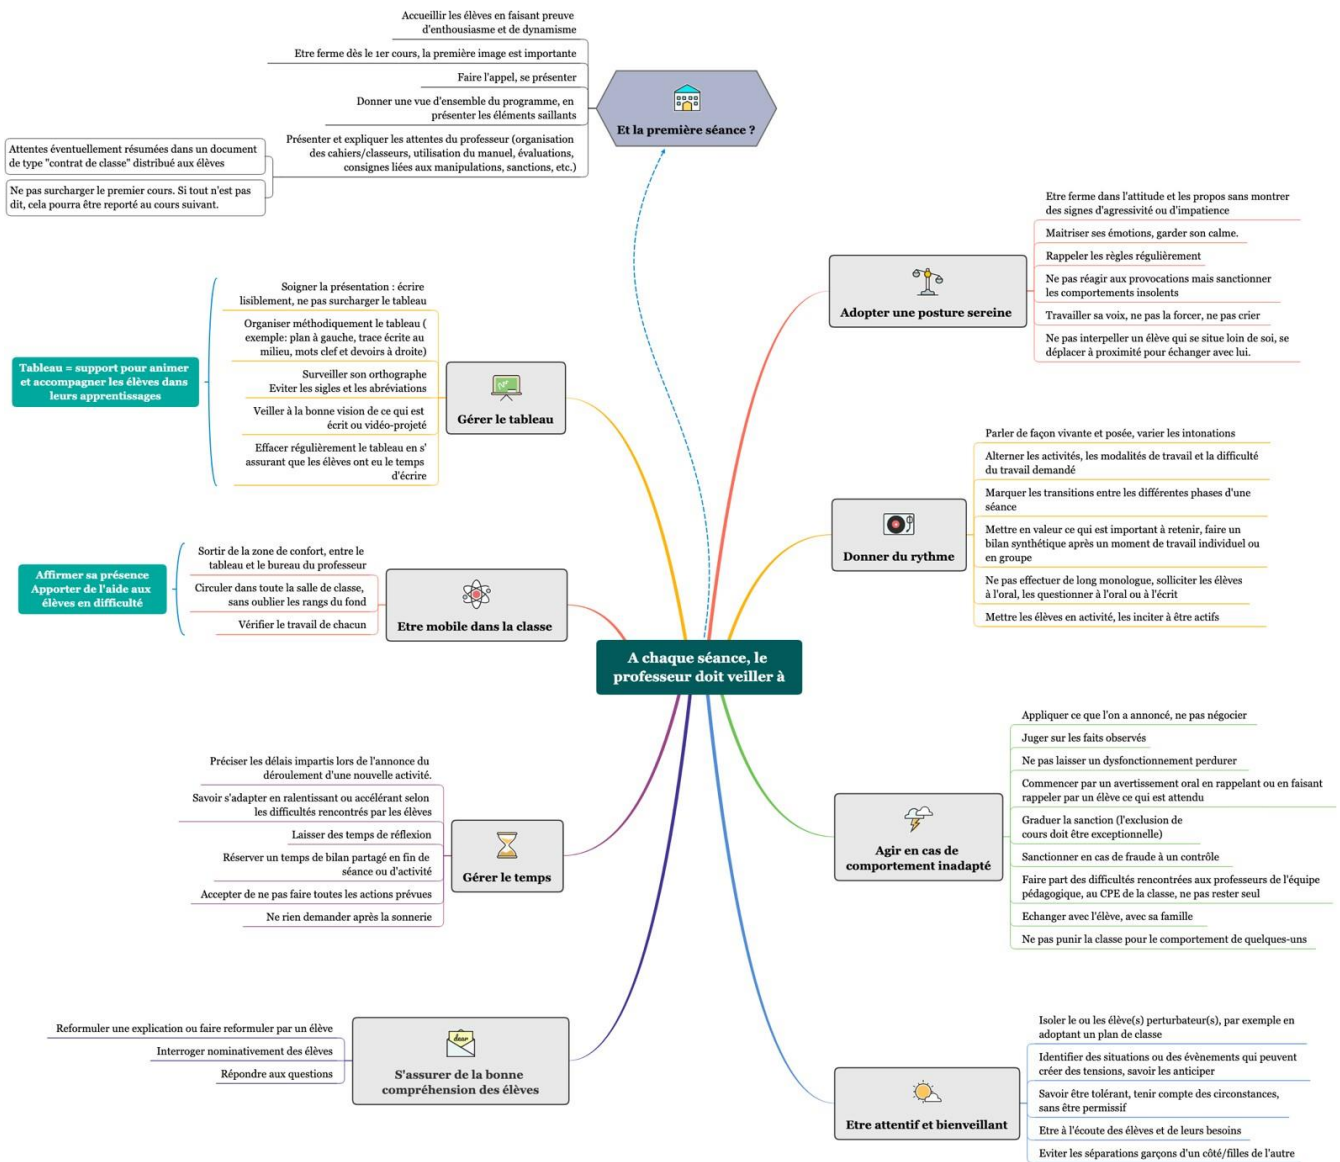 Accueillir les élèves en faisant preuve
d'enthousiasme et de dynamisme
Etre ferme dès le 1er cours, la première image est importante
Faire l'appel, se présenter
Donner une vue d'ensemble du programme, en
présenter les éléments saillants
Présenter et expliquer les attentes du professeur (organisation
des cahiers/classeurs, utilisation du manuel, évaluations,
consignes liées aux manipulations, sanctions, etc.)
Attentes éventuellement résumées dans un document
de type "contrat de classe" distribué aux élèves
Ne pas surcharger le premier cours. Si tout n'est pas
dit, cela pourra être reporté au cours suivant.
Et la première séance ?
Soigner la présentation : écrire
lisiblement, ne pas surcharger le tableau
Organiser méthodiquement le tableau (
exemple: plan à gauche, trace écrite au
milieu, mots clef et devoirs à droite)
Surveiller son orthographe
Eviter les sigles et les abréviations
Veiller à la bonne vision de ce qui est
écrit ou vidéo-projeté
Effacer régulièrement le tableau en s'
assurant que les élèves ont eu le temps
d'écrire
Tableau = support pour animer
et accompagner les élèves dans
leurs apprentissages
Gérer le tableau
Sortir de la zone de confort, entre le
tableau et le bureau du professeur
Circuler dans toute la salle de classe,
sans oublier les rangs du fond
Vérifier le travail de chacun
Affirmer sa présence
Apporter de l'aide aux
élèves en difficulté
Etre mobile dans la classe
A chaque séance, le
professeur doit veiller à
Préciser les délais impartis lors de l'annonce du
déroulement d'une nouvelle activité.
Savoir s'adapter en ralentissant ou accélérant selon
les difficultés rencontrés par les élèves
Laisser des temps de réflexion
Réserver un temps de bilan partagé en fin de
séance ou d'activité
Accepter de ne pas faire toutes les actions prévues
Ne rien demander après la sonnerie
Gérer le temps
Reformuler une explication ou faire reformuler par un élève
Interroger nominativement des élèves
Répondre aux questions
dear
S'assurer de la bonne
compréhension des élèves
Adopter une posture sereine
Etre ferme dans l'attitude et les propos sans montrer
des signes d'agressivité ou d'impatience
Maitriser ses émotions, garder son calme.
Rappeler les règles régulièrement
Ne pas réagir aux provocations mais sanctionner
les comportements insolents
Travailler sa voix, ne pas la forcer, ne pas crier
Ne pas interpeller un élève qui se situe loin de soi, se
déplacer à proximité pour échanger avec lui.
Donner du rythme
Parler de façon vivante et posée, varier les intonations
Alterner les activités, les modalités de travail et la difficulté
du travail demandé
Marquer les transitions entre les différentes phases d'une
séance
Mettre en valeur ce qui est important à retenir, faire un
bilan synthétique après un moment de travail individuel ou
en groupe
Ne pas effectuer de long monologue, solliciter les élèves
à l'oral, les questionner à l'oral ou à l'écrit
Mettre les élèves en activité, les inciter à être actifs
Agir en cas de
comportement inadapté
Appliquer ce que l'on a annoncé, ne pas négocier
Juger sur les faits observés
Ne pas laisser un dysfonctionnement perdurer
Commencer par un avertissement oral en rappelant ou en faisant
rappeler par un élève ce qui est attendu
Graduer la sanction (l'exclusion de
cours doit être exceptionnelle)
Sanctionner en cas de fraude à un contrôle
Faire part des difficultés rencontrées aux professeurs de l'équipe
pédagogique, au CPE de la classe, ne pas rester seul
Echanger avec l'élève, avec sa famille
Ne pas punir la classe pour le comportement de quelques-uns
Etre attentif et bienveillant
Isoler le ou les élève(s) perturbateur(s), par exemple en
adoptant un plan de classe
Identifier des situations ou des évènements qui peuvent
créer des tensions, savoir les anticiper
Savoir être tolérant, tenir compte des circonstances,
sans être permissif
Etre à l'écoute des élèves et de leurs besoins
Eviter les séparations garçons d'un côté/filles de l'autre